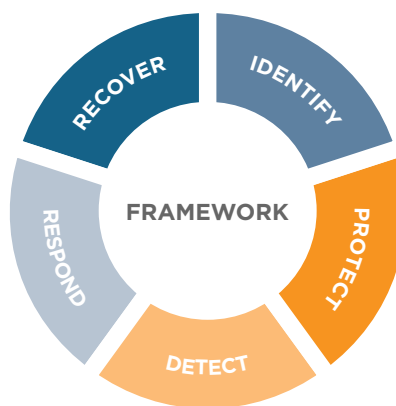 RECOVER
IDENTIFY
FRAMEWORK
RESPOND
PROTECT
DETECT